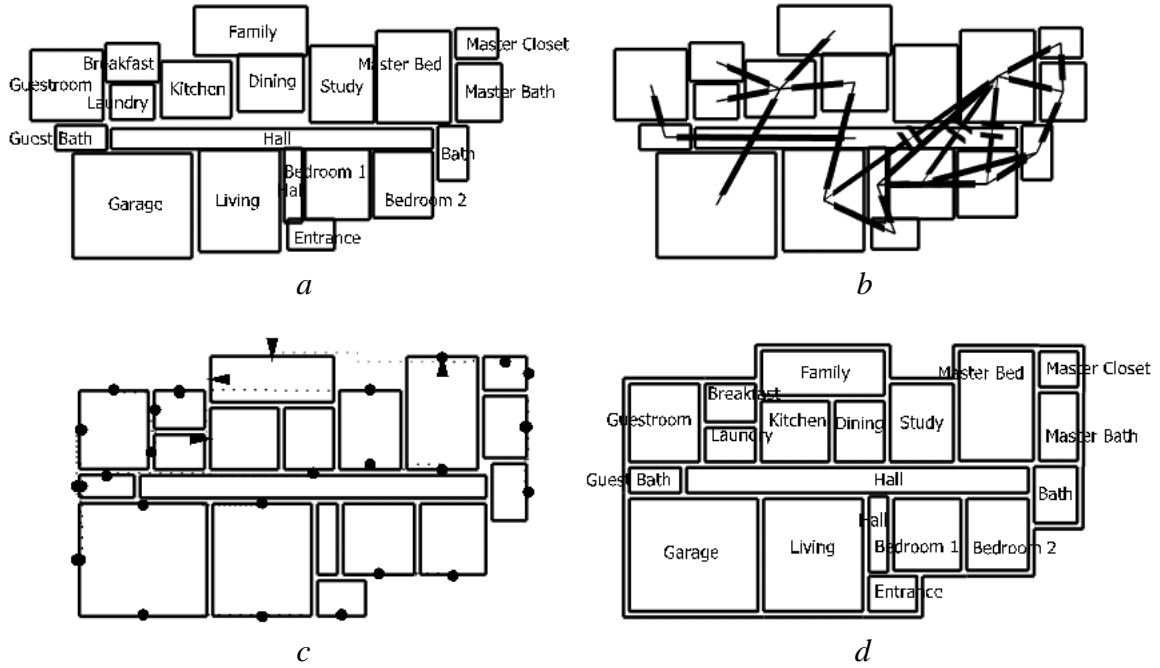 Family
Master Closet
Breakfast
Master Bed
Guestroom
Kitchen
Dining
Study
Laundry
Master Bath
Guest Bath
Hall
Bath
Bedroom 1
Hall
Garage
Living
Bedroom 2
Entrance
a
b
c
Family
Master Bed
Master Closet
Breakfast
Guestroom
Kitchen
Dining
Study
Laundry
Master Bath
Guest Bath
Hall
Bath
Hall
Garage
Living
Bedroom 1
Bedroom 2
Entrance
d